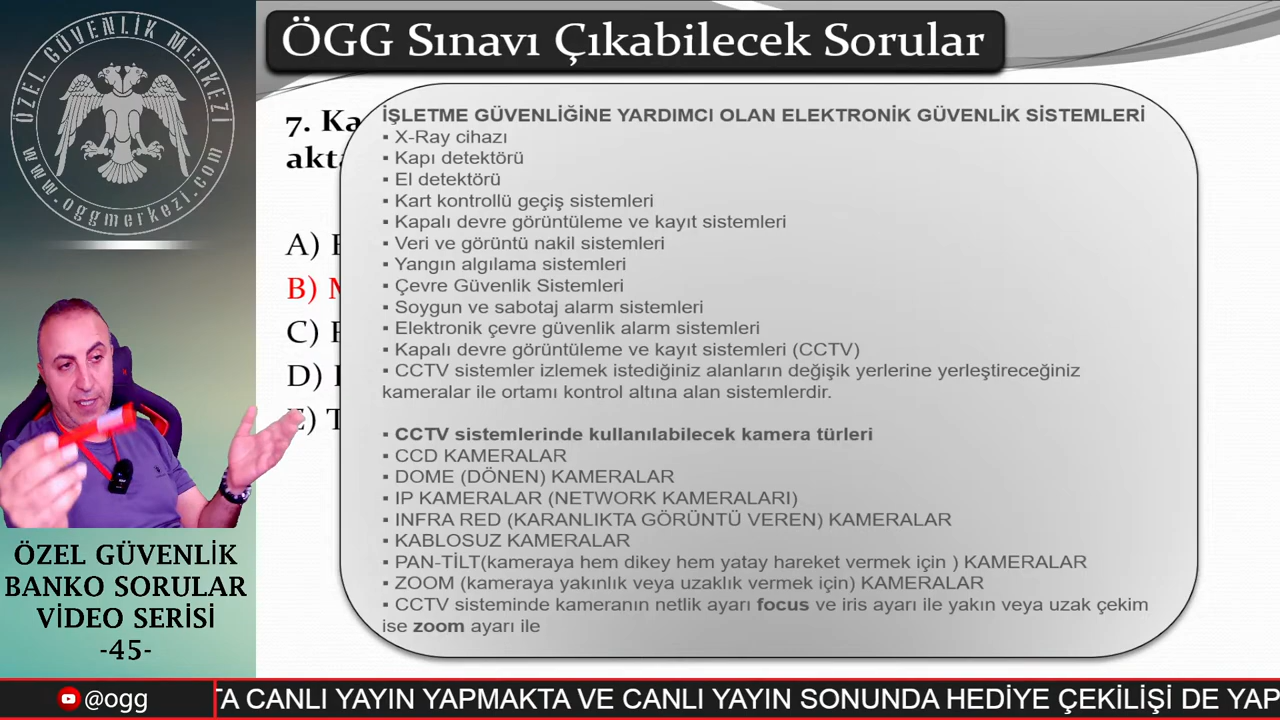 ÖZEL GÜVENLİK MERKEZİ
www.oggmerkezi.com
ÖGG Sınavı Çıkabilecek Sorular
7. Ka
akta
A)
B)
C)
D)
E) T
İŞLETME GÜVENLİĞİNE YARDIMCI OLAN ELEKTRONİK GÜVENLİK SİSTEMLERİ
▪ X-Ray cihazı
▪ Kapı detektörü
▪ El detektörü
▪ Kart kontrollü geçiş sistemleri
▪ Kapalı devre görüntüleme ve kayıt sistemleri
▪ Veri ve görüntü nakil sistemleri
▪ Yangın algılama sistemleri
▪ Çevre Güvenlik Sistemleri
▪ Soygun ve sabotaj alarm sistemleri
▪ Elektronik çevre güvenlik alarm sistemleri
▪ Kapalı devre görüntüleme ve kayıt sistemleri (CCTV)
▪ CCTV sistemler izlemek istediğiniz alanların değişik yerlerine yerleştireceğiniz
kameralar ile ortamı kontrol altına alan sistemlerdir.
▪ CCTV sistemlerinde kullanılabilecek kamera türleri
▪ CCD KAMERALAR
▪ DOME (DÖNEN) KAMERALAR
▪ IP KAMERALAR (NETWORK KAMERALARI)
▪ INFRA RED (KARANLIKTA GÖRÜNTÜ VEREN) KAMERALAR
▪ KABLOSUZ KAMERALAR
▪ PAN-TİLT(kameraya hem dikey hem yatay hareket vermek için ) KAMERALAR
▪ ZOOM (kameraya yakınlık veya uzaklık vermek için) KAMERALAR
▪ CCTV sisteminde kameranın netlik ayarı focus ve iris ayarı ile yakın veya uzak çekim
ise zoom ayarı ile
ÖZEL GÜVENLİK
BANKO SORULAR
VİDEO SERİSİ
-45-
@ogg
TA CANLI YAYIN YAPMAKTA VE CANLI YAYIN SONUNDA HEDİYE ÇEKİLİŞİ DE YAP